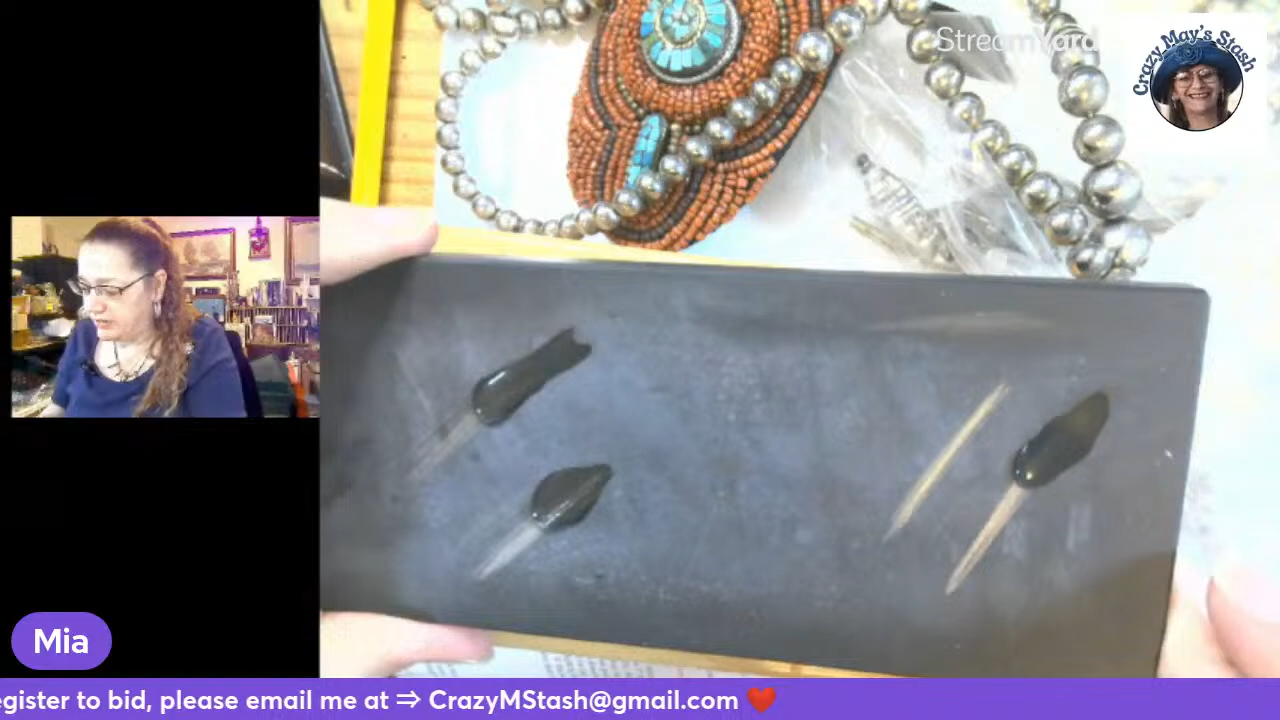 StreamYard
Crazy May's Stash
Mia
egister to bid, please email me at ⇒ CrazyMStash@gmail.com ❤️